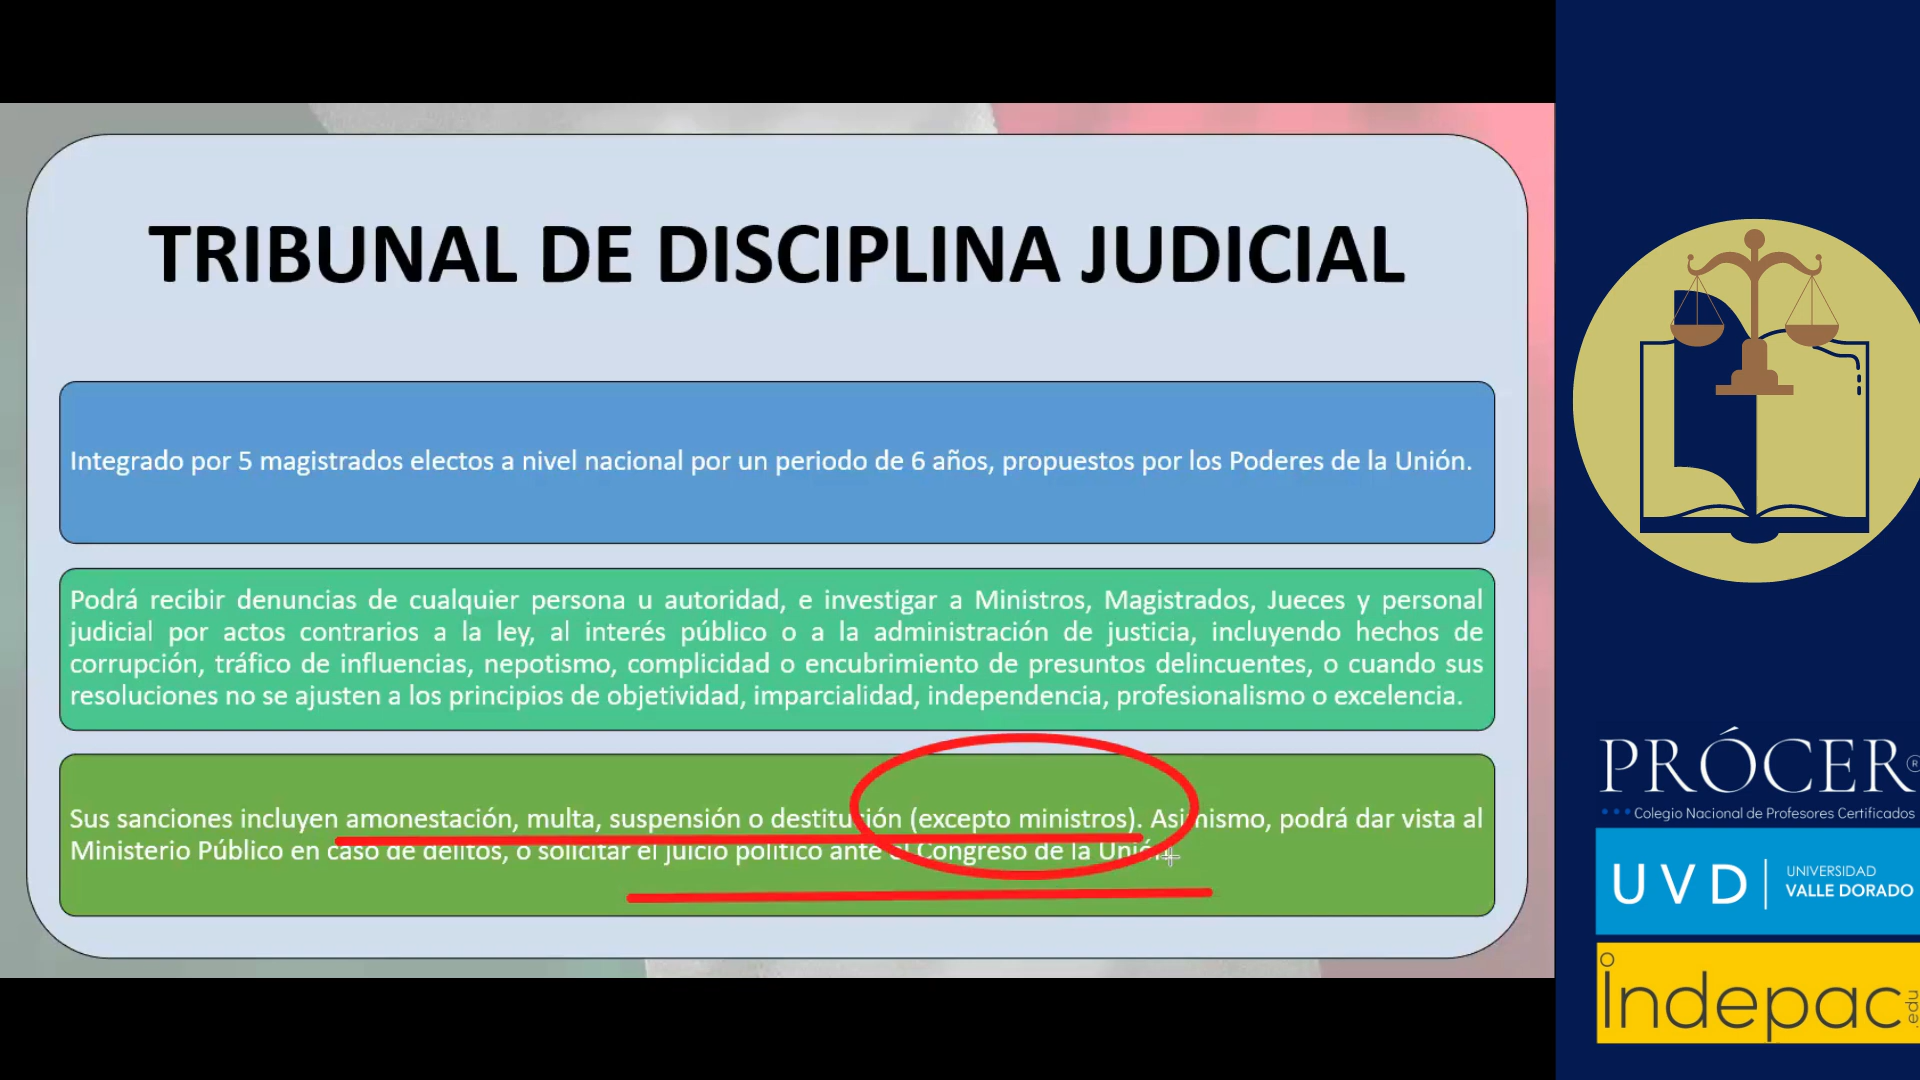 TRIBUNAL DE DISCIPLINA JUDICIAL
Integrado por 5 magistrados electos a nivel nacional por un periodo de 6 años, propuestos por los Poderes de la Unión.
Podrá recibir denuncias de cualquier persona u autoridad, e investigar a Ministros, Magistrados, Jueces y personal
judicial por actos contrarios a la ley, al interés público o a la administración de justicia, incluyendo hechos de
corrupción, tráfico de influencias, nepotismo, complicidad o encubrimiento de presuntos delincuentes, o cuando sus
resoluciones no se ajusten a los principios de objetividad, imparcialidad, independencia, profesionalismo o excelencia.
Sus sanciones incluyen amonestación, multa, suspensión o destitución (excepto ministros). Asimismo, podrá dar vista al
Ministerio Público en caso de delitos, o solicitar el juicio político ante el Congreso de la Unión.
PRÓCER®
Colegio Nacional de Profesores Certificados
UVD
UNIVERSIDAD
VALLE DORADO
Indepac
.edu